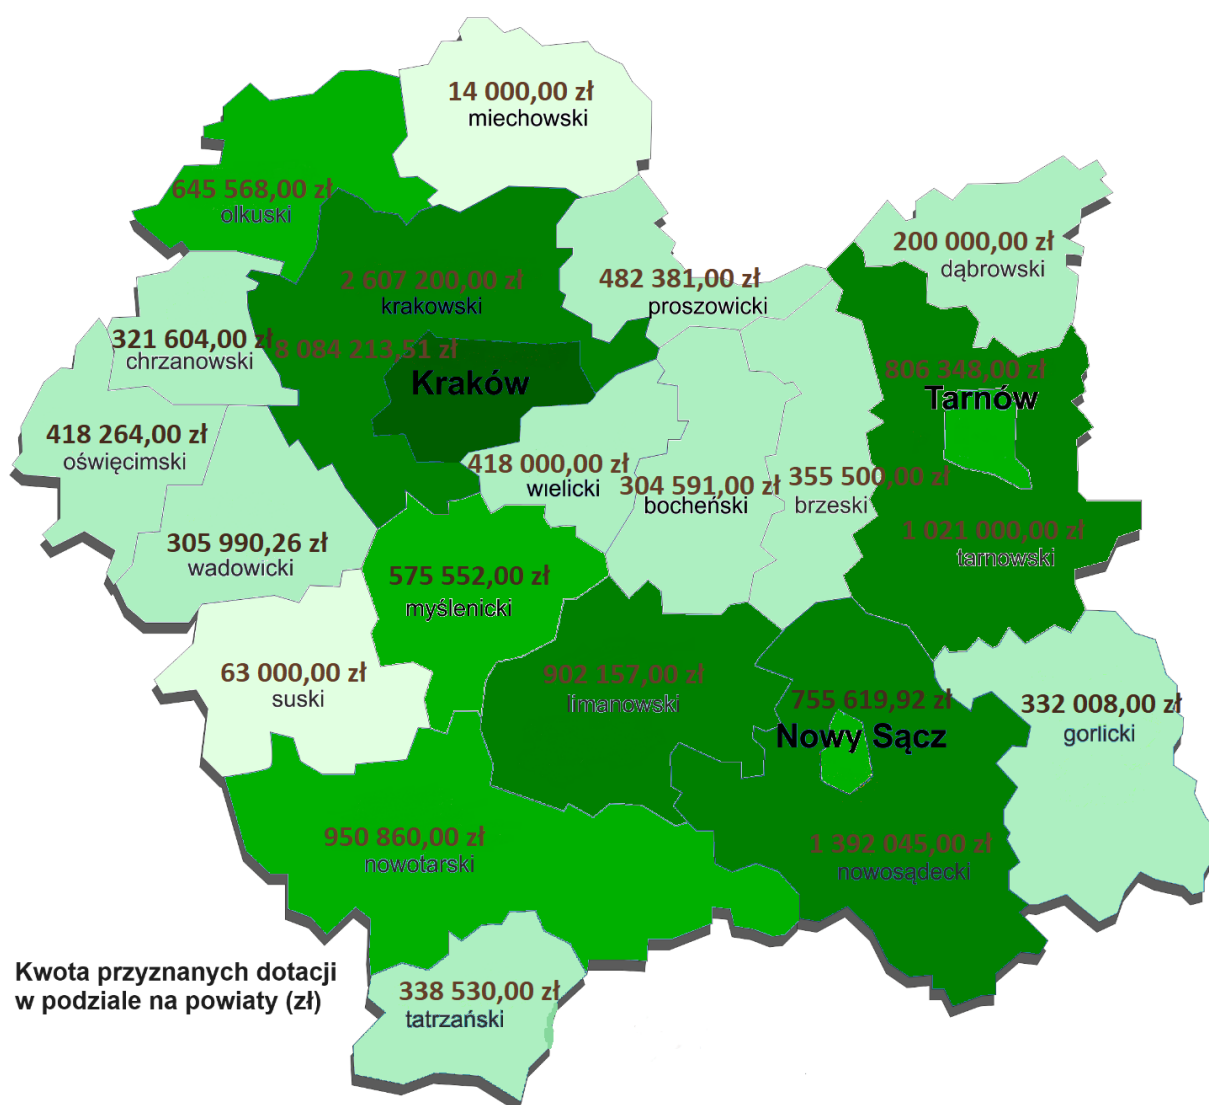 14 000,00 zł
miechowski
645 568,00 zł
olkuski
200 000,00 zł
dąbrowski
2 607 200,00 zł
krakowski
482 381,00 zł
proszowicki
321 604,00 zł
chrzanowski
8 084 213,51 zł
Kraków
806 348,00 zł
Tarnów
418 264,00 zł
oświęcimski
418 000,00 zł
wielicki
304 591,00 zł
bocheński
355 500,00 zł
brzeski
305 990,26 zł
wadowicki
1 021 000,00 zł
tarnowski
575 552,00 zł
myślenicki
63 000,00 zł
suski
902 157,00 zł
limanowski
755 619,92 zł
Nowy Sącz
332 008,00 zł
gorlicki
950 860,00 zł
nowotarski
1 392 045,00 zł
nowosądecki
Kwota przyznanych dotacji
w podziale na powiaty (zł)
338 530,00 zł
tatrzański